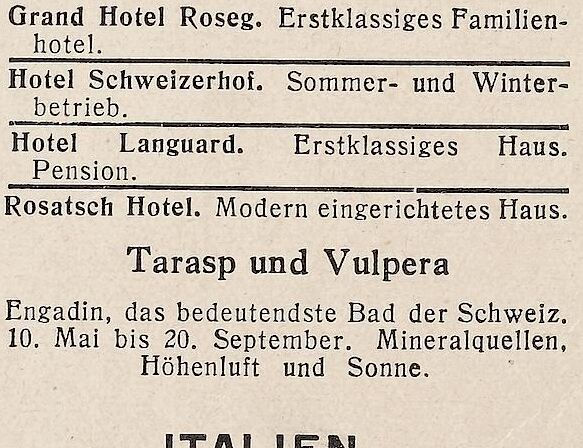 Grand Hotel Roseg. Erstklassiges Familien-
hotel.
Hotel Schweizerhof. Sommer- und Winter-
betrieb.
Hotel Languard. Erstklassiges Haus.
Pension.
Rosatsch Hotel. Modern eingerichtetes Haus.
Tarasp und Vulpera
Engadin, das bedeutendste Bad der Schweiz.
10. Mai bis 20. September. Mineralquellen,
Höhenluft und Sonne.
ITALIEN